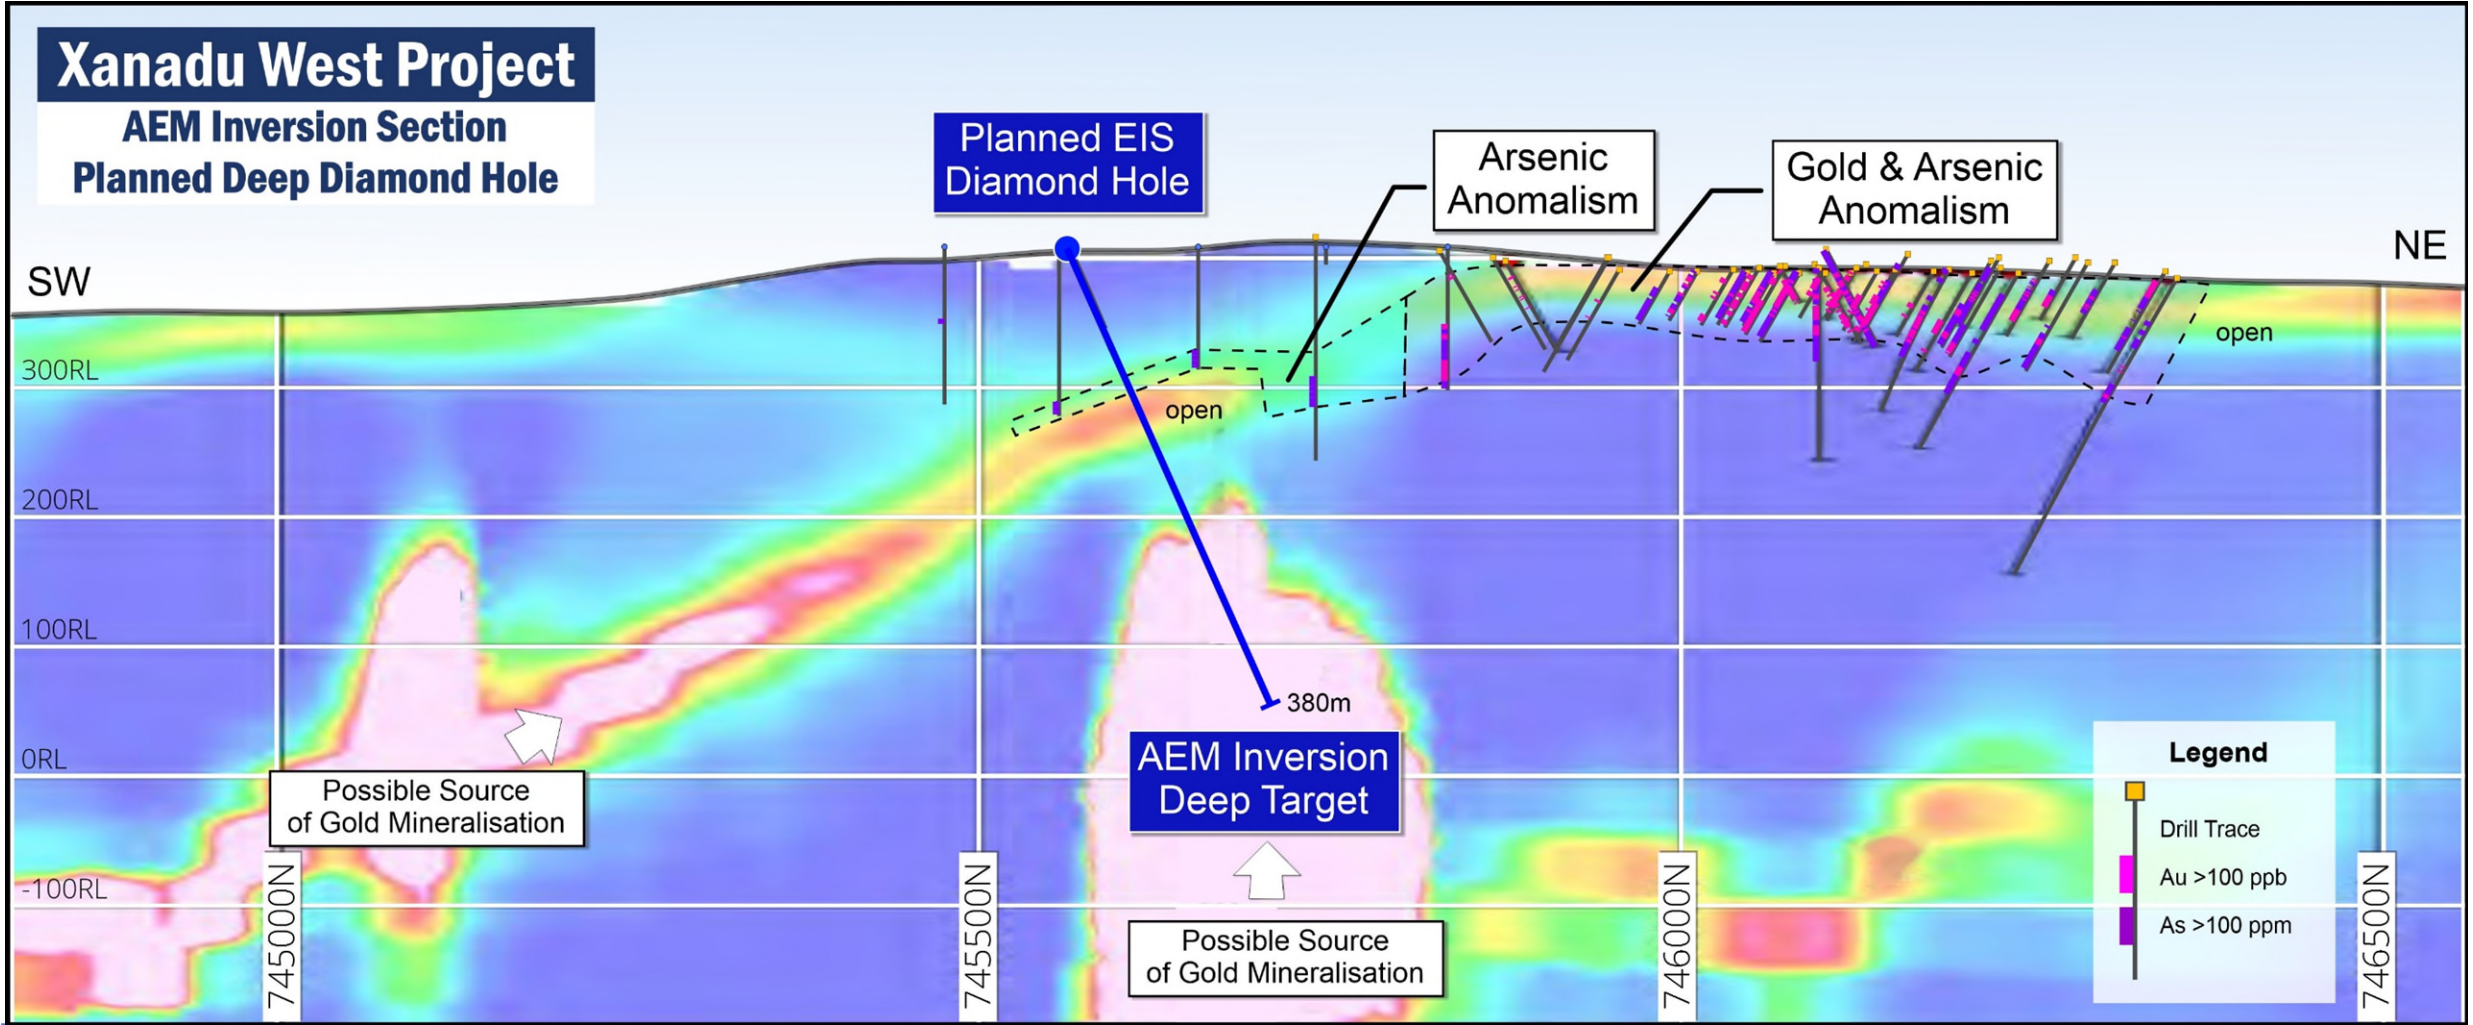 Xanadu West Project
AEM Inversion Section
Planned Deep Diamond Hole
Planned EIS
Diamond Hole
Arsenic
Anomalism
Gold & Arsenic
Anomalism
SW
NE
open
300RL
open
200RL
100RL
380m
0RL
AEM Inversion
Deep Target
Possible Source
of Gold Mineralisation
-100RL
Possible Source
of Gold Mineralisation
Legend
Drill Trace
Au >100 ppb
As >100 ppm
745000N
745500N
746000N
746500N